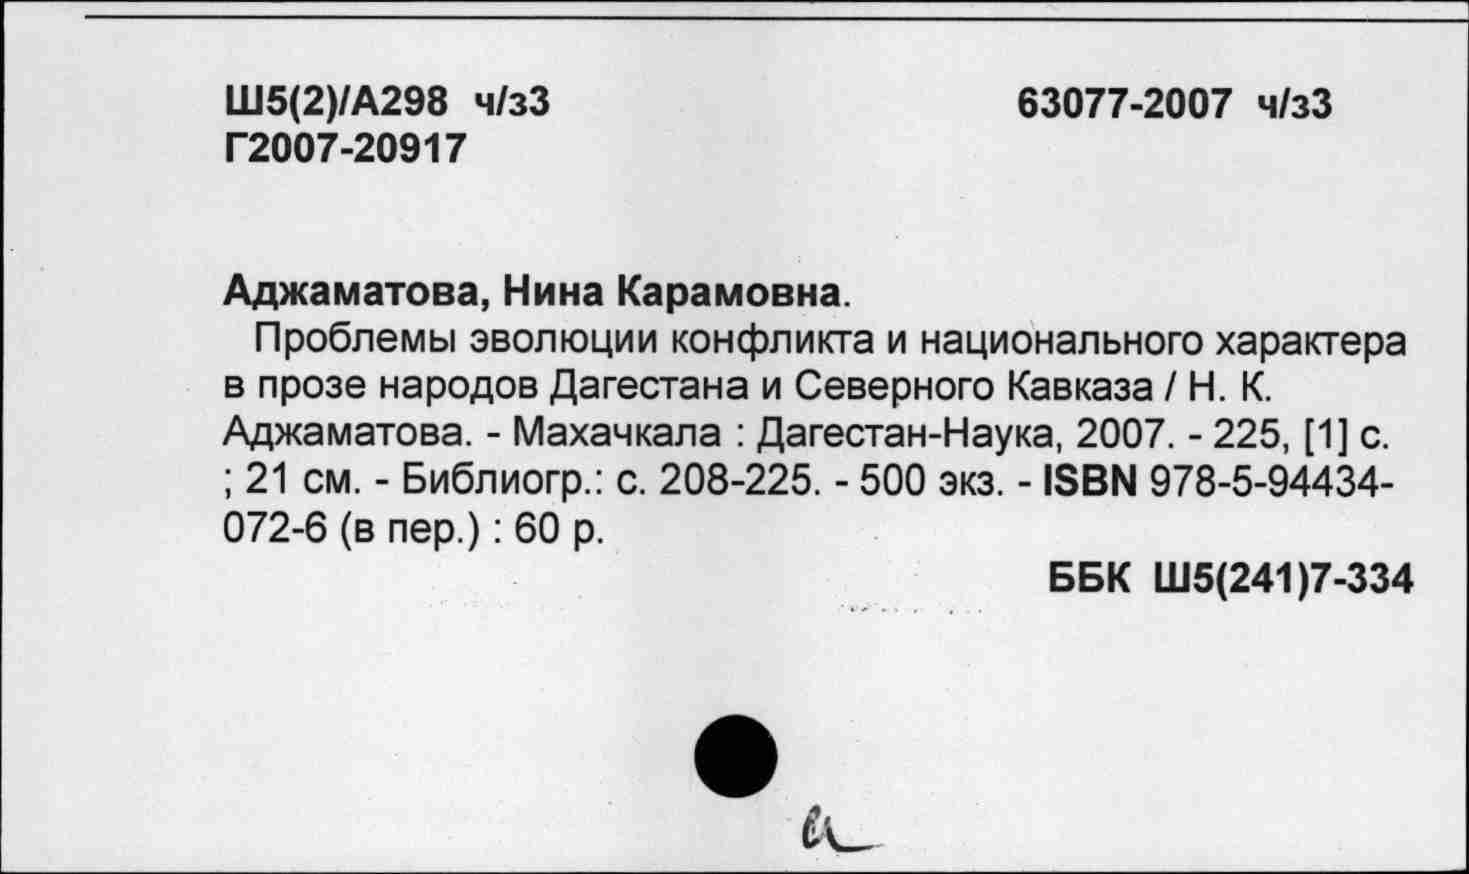 Ш5(2)/А298 ч/з3 63077-2007 ч/з3
Г2007-20917
Аджаматова, Нина Карамовна.
Проблемы эволюции конфликта и национального характера
в прозе народов Дагестана и Северного Кавказа / Н. К.
Аджаматова. - Махачкала : Дагестан-Наука, 2007. - 225, [1] с.
; 21 см. - Библиогр.: с. 208-225. - 500 экз. - ISBN 978-5-94434-
072-6 (в пер.) : 60 р.
ББК Ш5(241)7-334